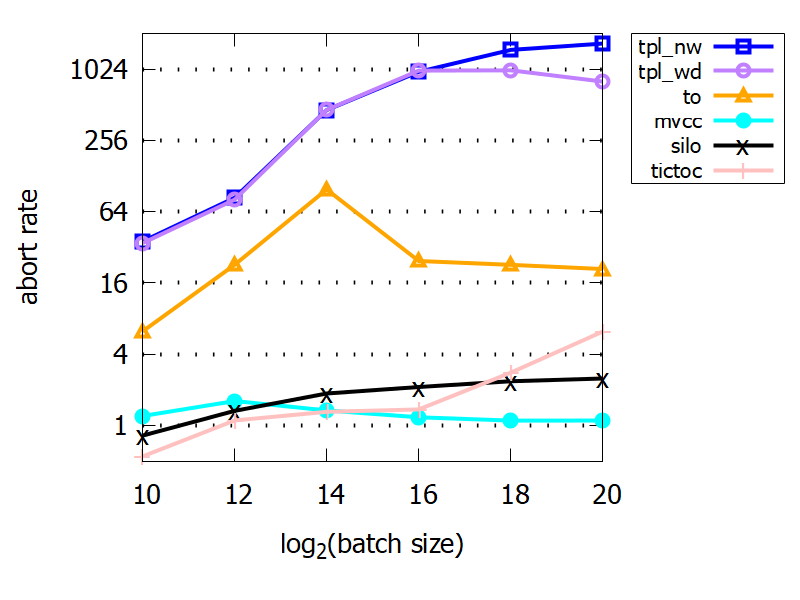 tpl_nw
tpl_wd
to
mvcc
silo
tictoc
abort rate
1024
256
64
16
4
1
10 12 14 16 18 20
log₂(batch size)